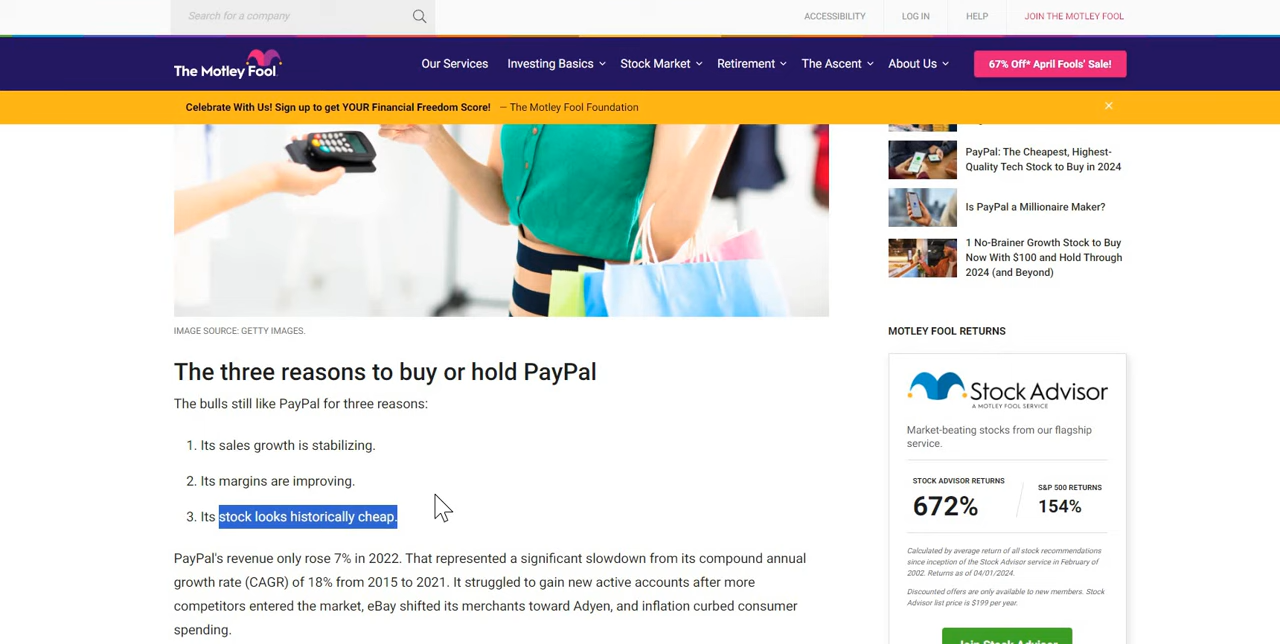 Search for a company
ACCESSIBILITY
LOG IN
HELP
JOIN THE MOTLEY FOOL
The Motley Fool.
Our Services
Investing Basics
Stock Market
Retirement
The Ascent
About Us
67% Off* April Fools' Sale!
Celebrate With Us! Sign up to get YOUR Financial Freedom Score! — The Motley Fool Foundation
PayPal: The Cheapest, Highest-
Quality Tech Stock to Buy in 2024
Is PayPal a Millionaire Maker?
1 No-Brainer Growth Stock to Buy
Now With $100 and Hold Through
2024 (and Beyond)
IMAGE SOURCE: GETTY IMAGES.
The three reasons to buy or hold PayPal
The bulls still like PayPal for three reasons:
1. Its sales growth is stabilizing.
2. Its margins are improving.
3. Its stock looks historically cheap.
PayPal's revenue only rose 7% in 2022. That represented a significant slowdown from its compound annual
growth rate (CAGR) of 18% from 2015 to 2021. It struggled to gain new active accounts after more
competitors entered the market, eBay shifted its merchants toward Adyen, and inflation curbed consumer
spending.
MOTLEY FOOL RETURNS
Stock Advisor
A MOTLEY FOOL SERVICE
Market-beating stocks from our flagship
service.
STOCK ADVISOR RETURNS
672%
S&P 500 RETURNS
154%
Calculated by average return of all stock recommendations
since inception of the Stock Advisor service in February of
2002. Returns as of 04/01/2024.
Discounted offers are only available to new members. Stock
Advisor list price is $199 per year.
Join Stock Advisor